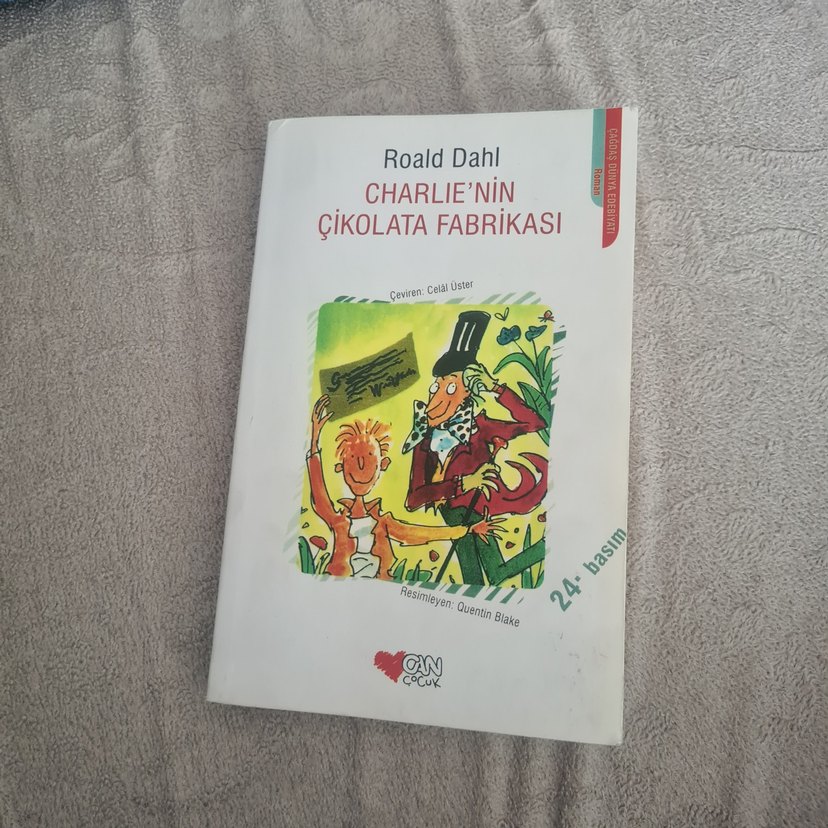 Roald Dahl
CHARLIE'NİN
ÇİKOLATA FABRİKASI
ÇAĞDAŞ DÜNYA EDEBİYATI
Roman
Çeviren: Celâl Üster
Resimleyen: Quentin Blake
24. basım
CAN
ÇOCUK